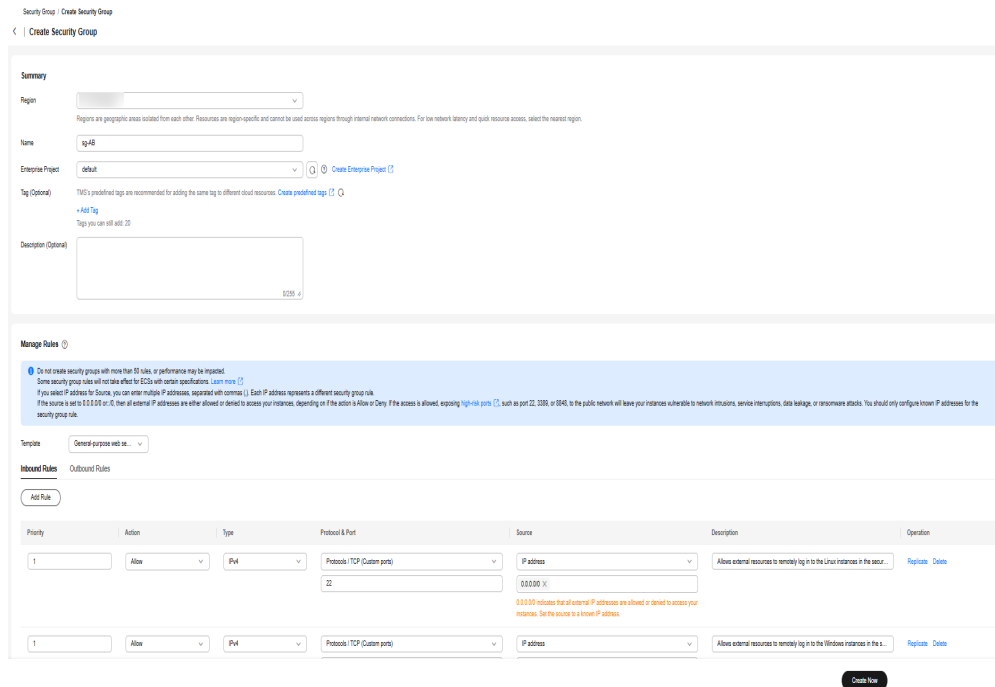 Security Group / Create Security Group
Create Security Group
Summary
Region
Regions are geographic areas isolated from each other. Resources are region-specific and cannot be used across regions through internal network connections. For low network latency and quick resource access, select the nearest region.
Name sg-AB
Enterprise Project default Create Enterprise Project
Tag (Optional) TMS's predefined tags are recommended for adding the same tag to different cloud resources. Create predefined tags
+ Add Tag
Tags you can still add: 20
Description (Optional)
0/255
Manage Rules
Do not create security groups with more than 50 rules, or performance may be impacted.
Some security group rules will not take effect for ECSs with certain specifications. Learn more
If you select IP address for Source, you can enter multiple IP addresses, separated with commas (,). Each IP address represents a different security group rule.
If the source is set to 0.0.0.0/0 or ::/0, then all external IP addresses are either allowed or denied to access your instances, depending on if the action is Allow or Deny. If the access is allowed, exposing high-risk ports, such as port 22, 3389, or 8848, to the public network will leave your instances vulnerable to network intrusions, service interruptions, data leakage, or ransomware attacks. You should only configure known IP addresses for the
security group rule.
Template General-purpose web se...
Inbound Rules Outbound Rules
Add Rule
Priority Action Type Protocol & Port Source Description Operation
1 Allow IPv4 Protocols / TCP (Custom ports) IP address Allows external resources to remotely log in to the Linux instances in the secur... Replicate Delete
22 0.0.0.0/0 ×
0.0.0.0/0 indicates that all external IP addresses are allowed or denied to access your
instances. Set the source to a known IP address.
1 Allow IPv4 Protocols / TCP (Custom ports) IP address Allows external resources to remotely log in to the Windows instances in the s... Replicate Delete
Create Now